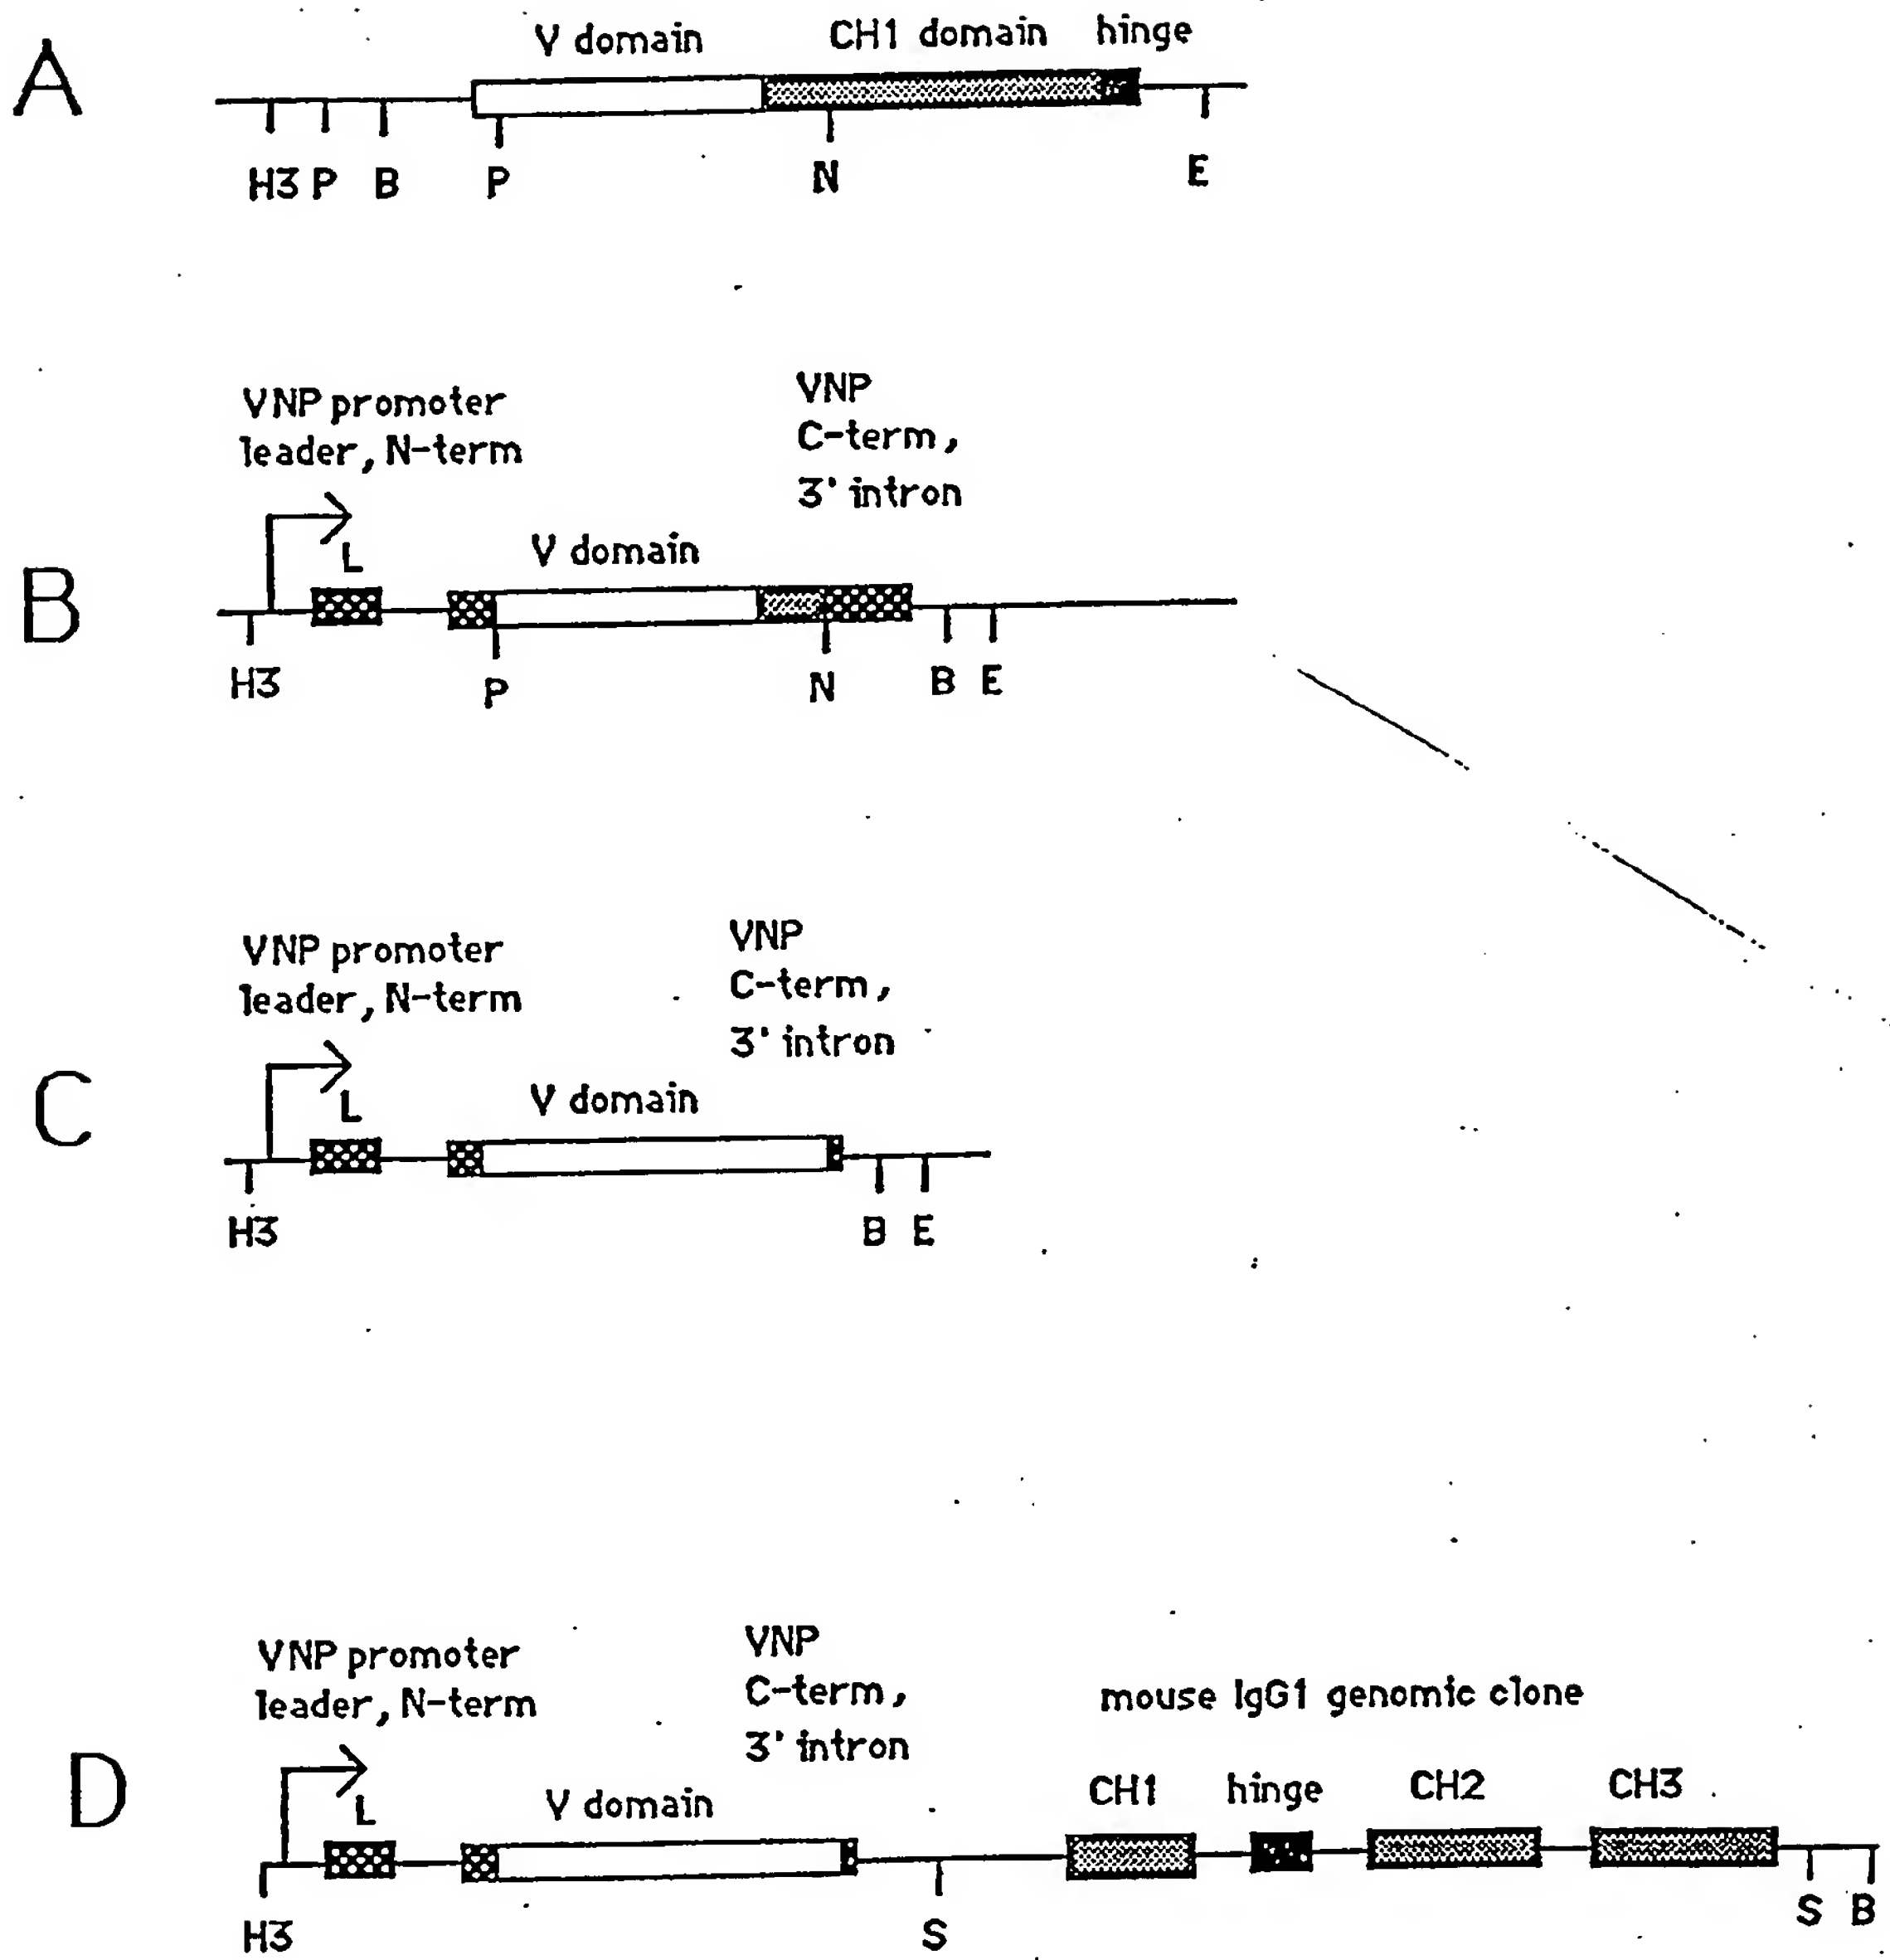 A
V domain
CH1 domain
hinge
H3 P B P N E
VNP promoter
leader, N-term
VNP
C-term,
3' intron
B
L
V domain
H3 P N B E
VNP promoter
leader, N-term
VNP
C-term,
3' intron
C
L
V domain
H3 B E
VNP promoter
leader, N-term
VNP
C-term,
3' intron
mouse IgG1 genomic clone
D
L
V domain
CH1
hinge
CH2
CH3
H3 S S B